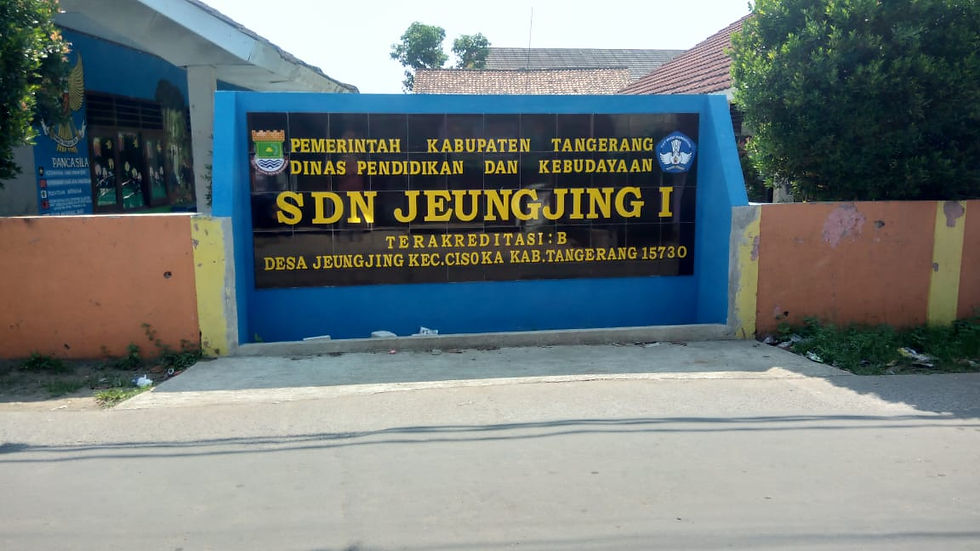 PEMERINTAH KABUPATEN TANGERANG
DINAS PENDIDIKAN DAN KEBUDAYAAN
SDN JEUNGJING I
TERAKREDITASI : B
DESA JEUNGJING KEC.CISOKA KAB.TANGERANG 15730
PANCASILA